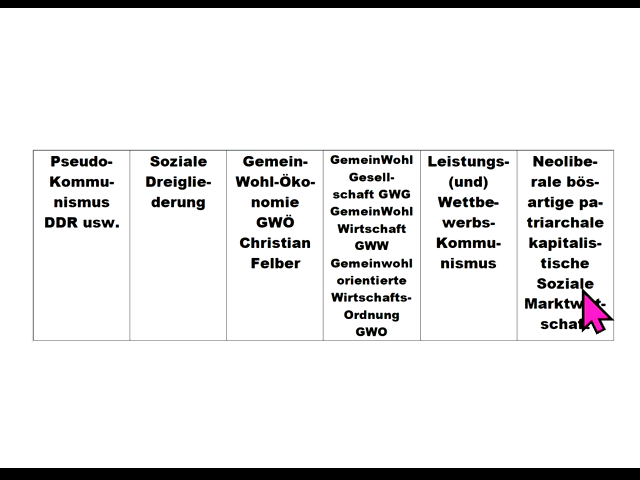 Pseudo-
Kommu-
nismus
DDR usw.
Soziale
Dreiglie-
derung
Gemein-
Wohl-Öko-
nomie
GWÖ
Christian
Felber
GemeinWohl
Gesell-
schaft GWG
GemeinWohl
Wirtschaft
GWW
Gemeinwohl
orientierte
Wirtschafts-
Ordnung
GWO
Leistungs-
(und)
Wettbe-
werbs-
Kommu-
nismus
Neolibe-
rale bös-
artige pa-
triarchale
kapitalis-
tische
Soziale